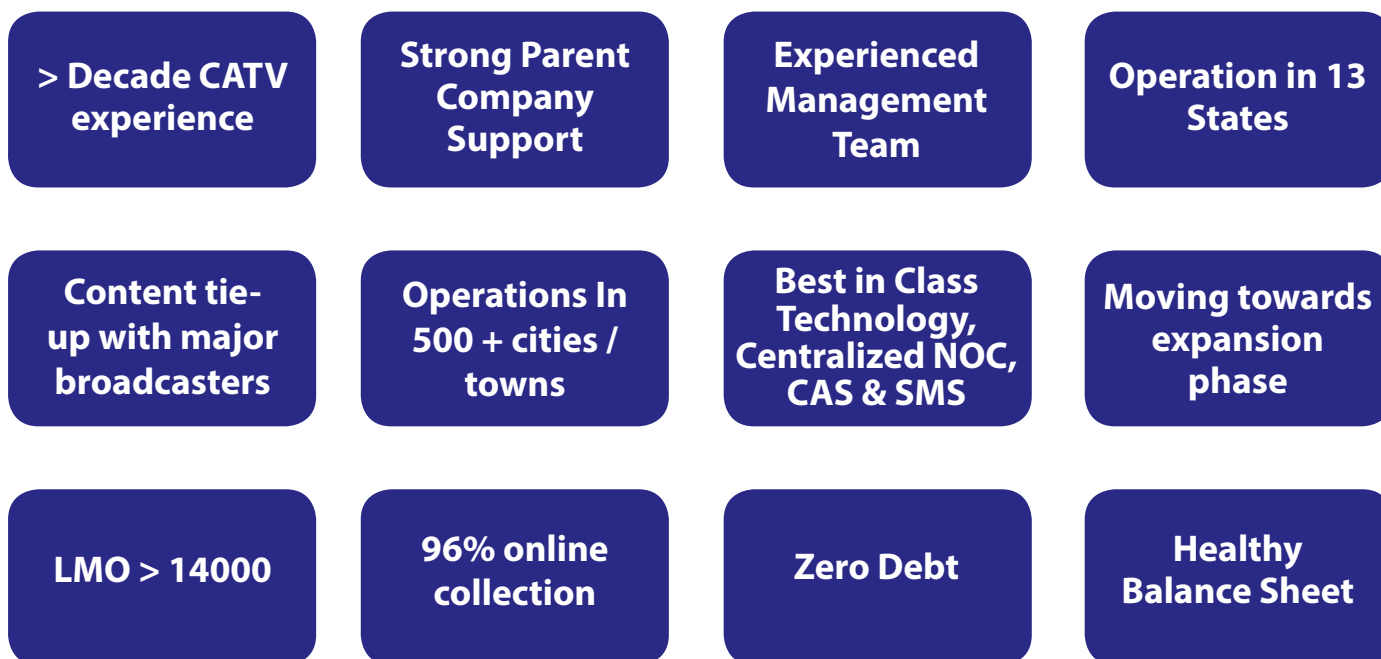 > Decade CATV
experience
Strong Parent
Company
Support
Experienced
Management
Team
Operation in 13
States
Content tie-
up with major
broadcasters
Operations In
500 + cities /
towns
Best in Class
Technology,
Centralized NOC,
CAS & SMS
Moving towards
expansion
phase
LMO > 14000
96% online
collection
Zero Debt
Healthy
Balance Sheet